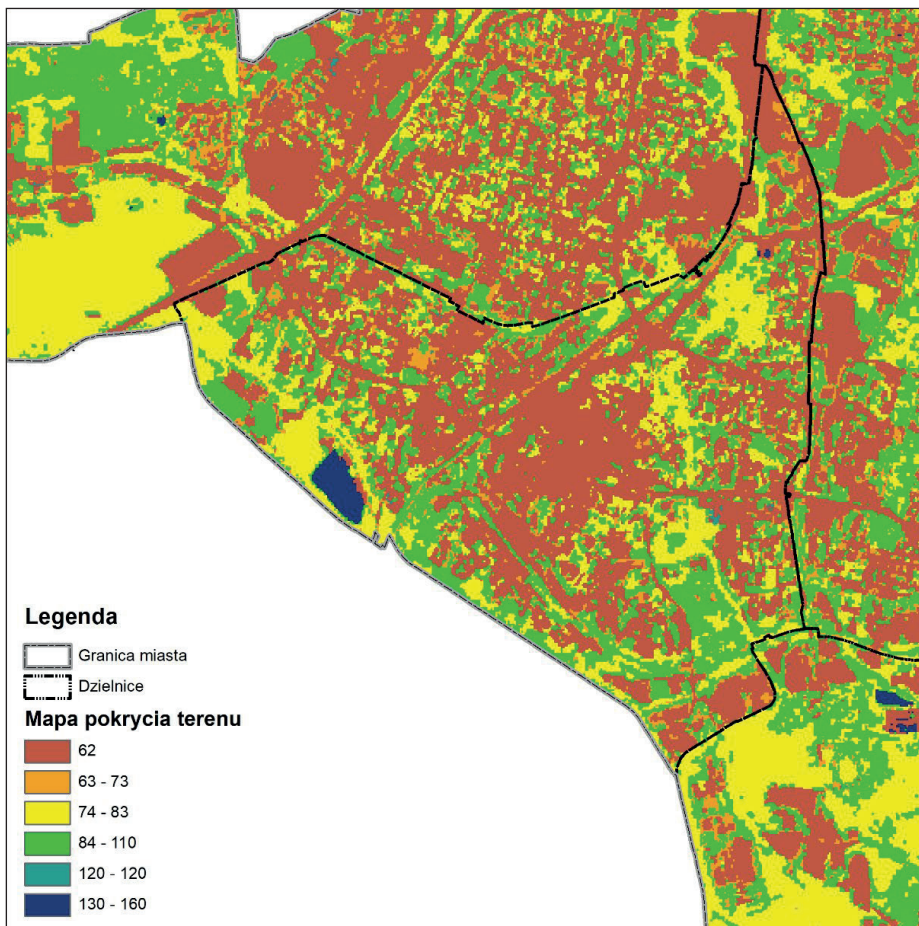 Legenda
Granica miasta
Dzielnice
Mapa pokrycia terenu
62
63 - 73
74 - 83
84 - 110
120 - 120
130 - 160